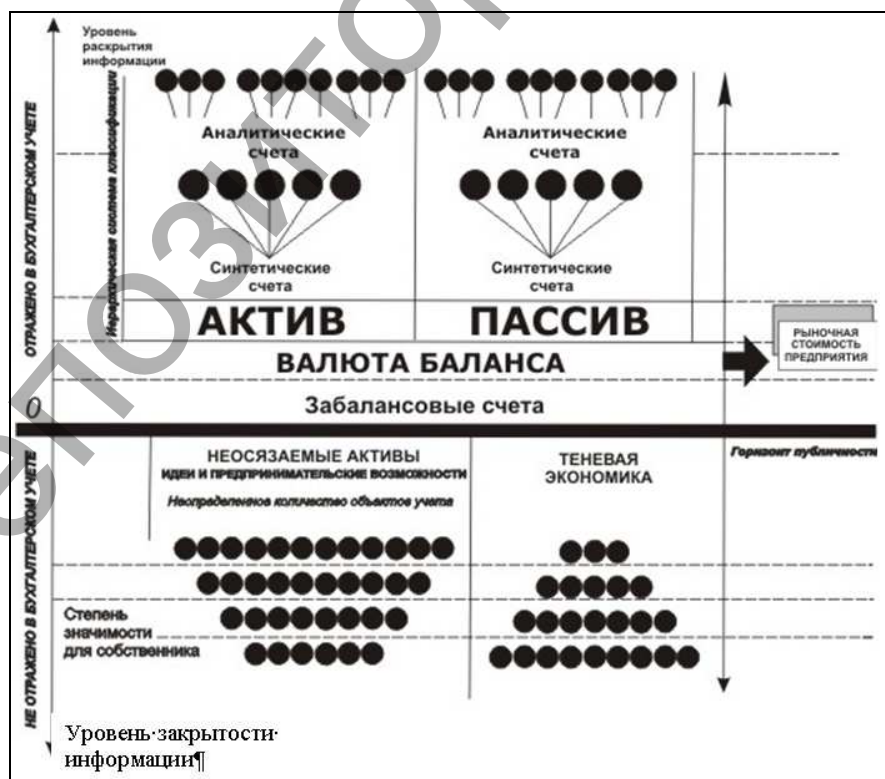 Уровень
раскрытия
информации
ОТРАЖЕНО В БУХГАЛТЕРСКОМ УЧЕТЕ
Иерархическая система классификации
Аналитические
счета
Аналитические
счета
Синтетические
счета
Синтетические
счета
АКТИВ
ПАССИВ
РЫНОЧНАЯ
СТОИМОСТЬ
ПРЕДПРИЯТИЯ
ВАЛЮТА БАЛАНСА
0
Забалансовые счета
Горизонт публичности
НЕ ОТРАЖЕНО В БУХГАЛТЕРСКОМ УЧЕТЕ
НЕОСЯЗАЕМЫЕ АКТИВЫ
ИДЕИ И ПРЕДПРИНИМАТЕЛЬСКИЕ ВОЗМОЖНОСТИ
Неопределенное количество объектов учета
ТЕНЕВАЯ
ЭКОНОМИКА
Степень
значимости
для собственника
Уровень·закрытости·
информации¶
ЕПОЗИТО